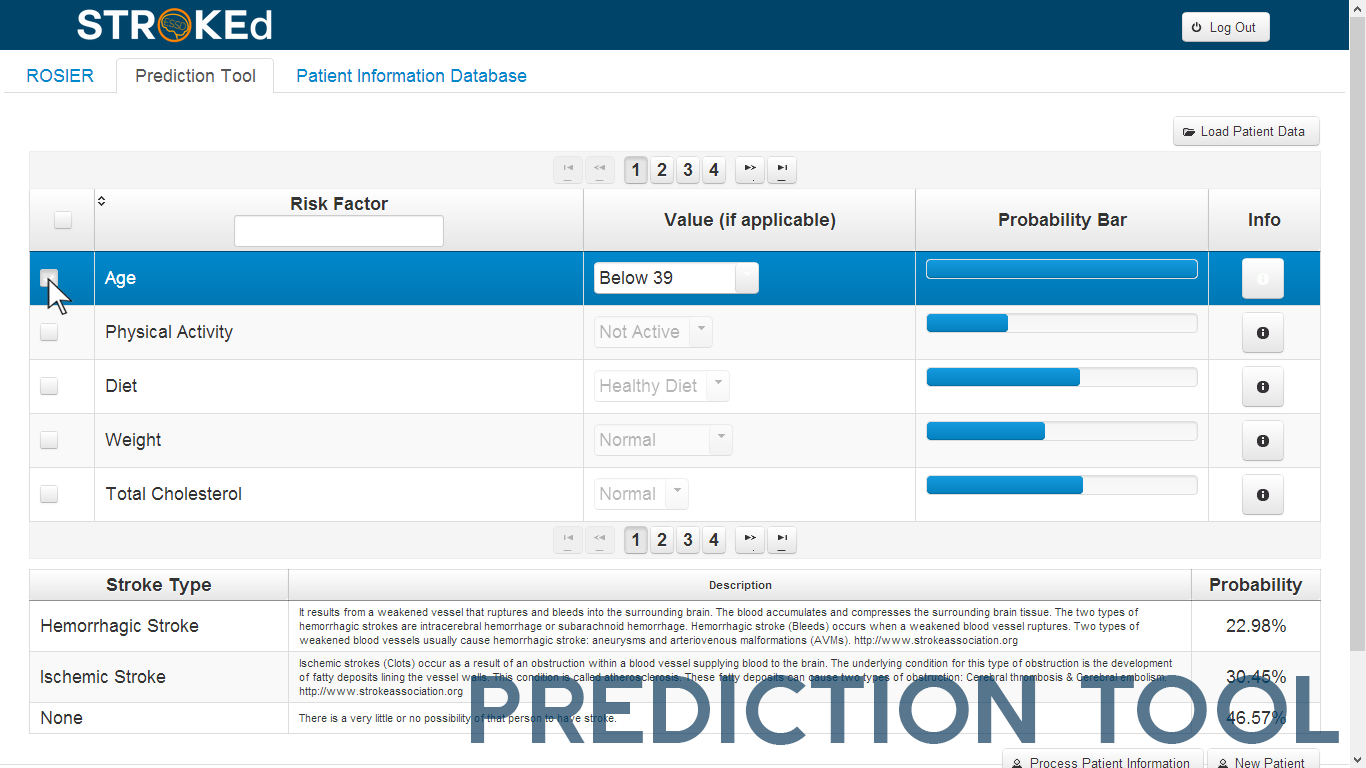 STROKEd
ESSO
Log Out
ROSIER
Prediction Tool
Patient Information Database
Load Patient Data
1 2 3 4
Risk Factor
Value (if applicable)
Probability Bar
Info
Age
Below 39
Physical Activity
Not Active
Diet
Healthy Diet
Weight
Normal
Total Cholesterol
Normal
1 2 3 4
Stroke Type
Description
Probability
Hemorrhagic Stroke
It results from a weakened vessel that ruptures and bleeds into the surrounding brain. The blood accumulates and compresses the surrounding brain tissue. The two types of
hemorrhagic strokes are intracerebral hemorrhage or subarachnoid hemorrhage. Hemorrhagic stroke (Bleeds) occurs when a weakened blood vessel ruptures. Two types of
weakened blood vessels usually cause hemorrhagic stroke: aneurysms and arteriovenous malformations (AVMs). http://www.strokeassociation.org
22.98%
Ischemic Stroke
Ischemic strokes (Clots) occur as a result of an obstruction within a blood vessel supplying blood to the brain. The underlying condition for this type of obstruction is the development
of fatty deposits lining the vessel walls. This condition is called atherosclerosis. These fatty deposits can cause two types of obstruction: Cerebral thrombosis & Cerebral embolism.
http://www.strokeassociation.org
30.45%
None
There is a very little or no possibility of that person to have stroke.
46.57%
PREDICTION TOOL
Process Patient Information
New Patient